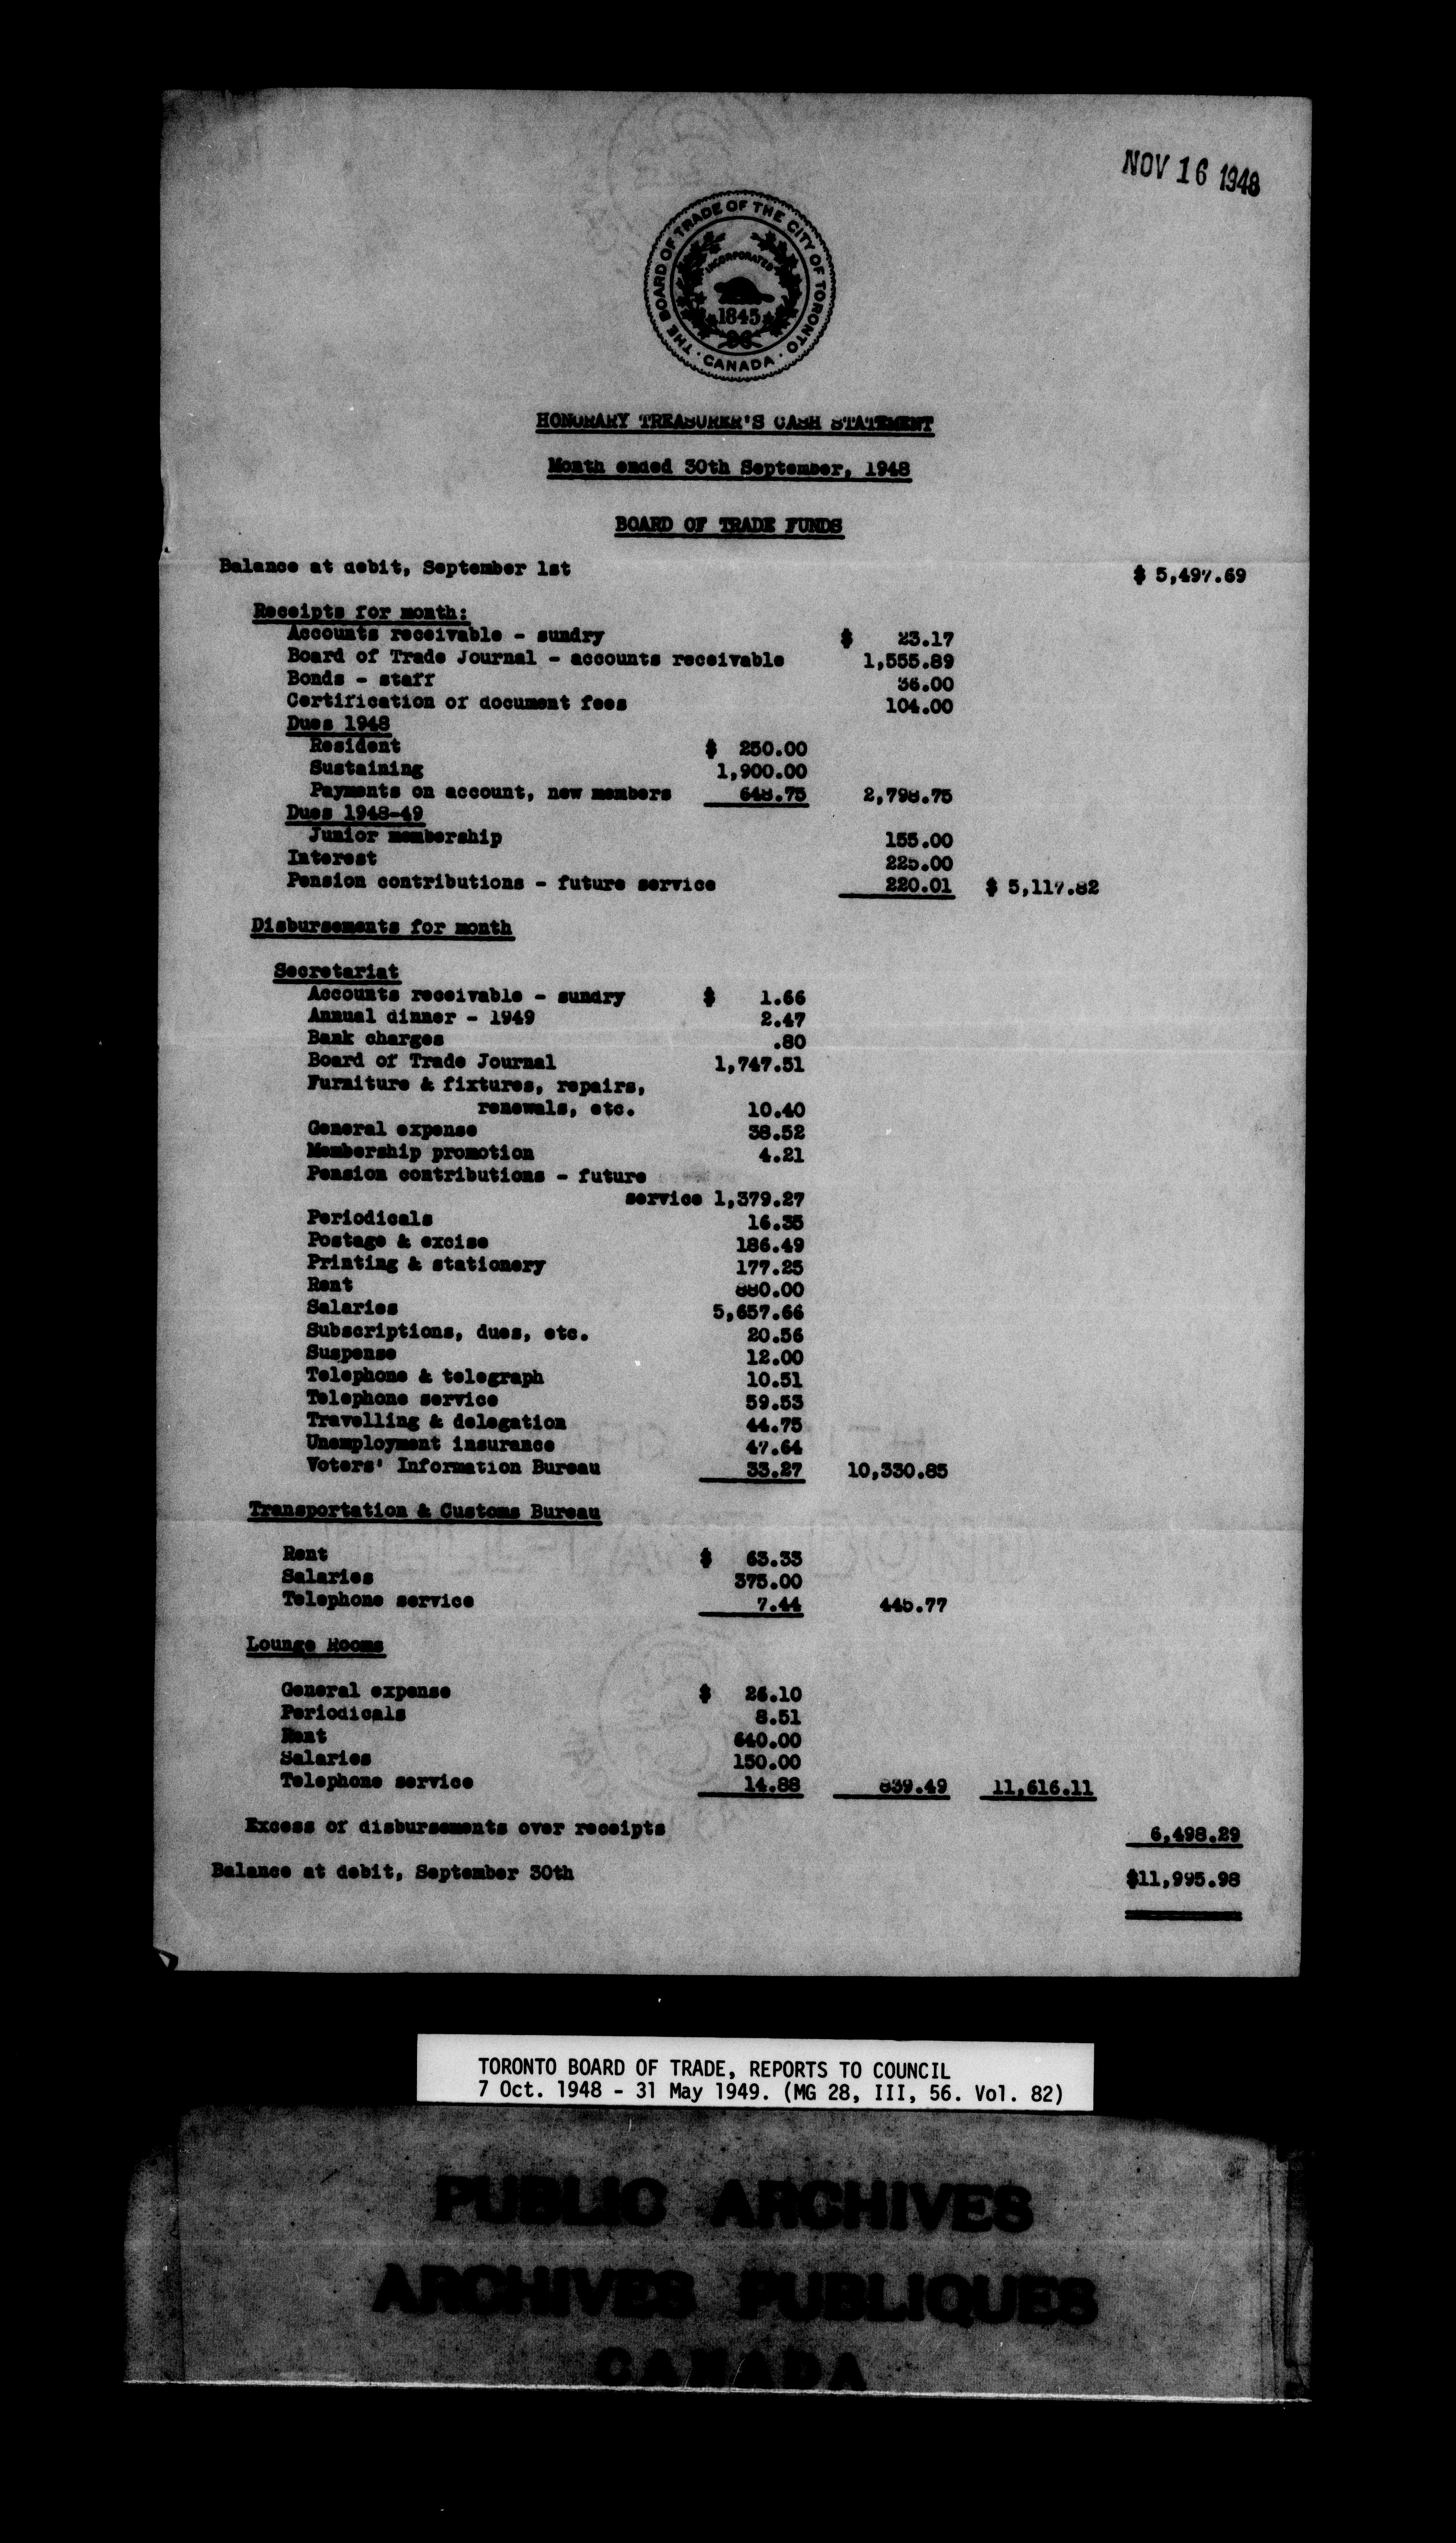 NOV 16 1948
THE BOARD OF TRADE OF THE CITY OF TORONTO
INCORPORATED
1845
· CANADA ·
HONORARY TREASURER'S CASH STATEMENT
Month ended 30th September, 1948
BOARD OF TRADE FUNDS
Balance at debit, September 1st $ 5,497.69
Receipts for month:
Accounts receivable - sundry $ 23.17
Board of Trade Journal - accounts receivable 1,555.89
Bonds - staff 36.00
Certification of document fees 104.00
Dues 1948
Resident $ 250.00
Sustaining 1,900.00
Payments on account, new members 648.75 2,798.75
Dues 1948-49
Junior membership 155.00
Interest 225.00
Pension contributions - future service 220.01 $ 5,117.82
Disbursements for month
Secretariat
Accounts receivable - sundry $ 1.66
Annual dinner - 1949 2.47
Bank charges .80
Board of Trade Journal 1,747.51
Furniture & fixtures, repairs,
renewals, etc. 10.40
General expense 38.52
Membership promotion 4.21
Pension contributions - future
service 1,379.27
Periodicals 16.35
Postage & excise 186.49
Printing & stationery 177.25
Rent 880.00
Salaries 5,657.66
Subscriptions, dues, etc. 20.56
Suspense 12.00
Telephone & telegraph 10.51
Telephone service 59.53
Travelling & delegation 44.75
Unemployment insurance 47.64
Voters' Information Bureau 33.27 10,330.85
Transportation & Customs Bureau
Rent $ 63.33
Salaries 375.00
Telephone service 7.44 445.77
Lounge Rooms
General expense $ 26.10
Periodicals 8.51
Rent 640.00
Salaries 150.00
Telephone service 14.88 839.49 11,616.11
Excess of disbursements over receipts 6,498.29
Balance at debit, September 30th $11,995.98
TORONTO BOARD OF TRADE, REPORTS TO COUNCIL
7 Oct. 1948 - 31 May 1949. (MG 28, III, 56. Vol. 82)
PUBLIC ARCHIVES
ARCHIVES PUBLIQUES
CANADA